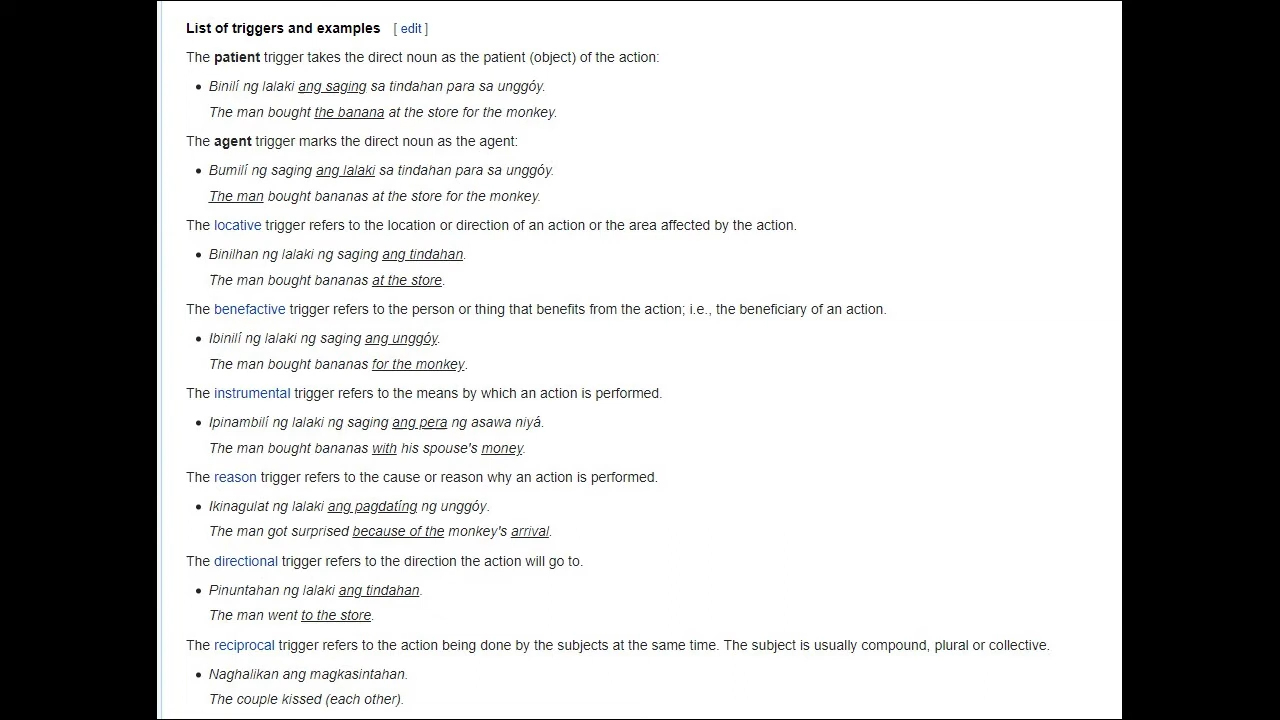 List of triggers and examples [ edit ]
The patient trigger takes the direct noun as the patient (object) of the action:
• Binilí ng lalaki ang saging sa tindahan para sa unggóy.
The man bought the banana at the store for the monkey.
The agent trigger marks the direct noun as the agent:
• Bumilí ng saging ang lalaki sa tindahan para sa unggóy.
The man bought bananas at the store for the monkey.
The locative trigger refers to the location or direction of an action or the area affected by the action.
• Binilhan ng lalaki ng saging ang tindahan.
The man bought bananas at the store.
The benefactive trigger refers to the person or thing that benefits from the action; i.e., the beneficiary of an action.
• Ibinilí ng lalaki ng saging ang unggóy.
The man bought bananas for the monkey.
The instrumental trigger refers to the means by which an action is performed.
• Ipinambilí ng lalaki ng saging ang pera ng asawa niyá.
The man bought bananas with his spouse's money.
The reason trigger refers to the cause or reason why an action is performed.
• Ikinagulat ng lalaki ang pagdatíng ng unggóy.
The man got surprised because of the monkey's arrival.
The directional trigger refers to the direction the action will go to.
• Pinuntahan ng lalaki ang tindahan.
The man went to the store.
The reciprocal trigger refers to the action being done by the subjects at the same time. The subject is usually compound, plural or collective.
• Naghalikan ang magkasintahan.
The couple kissed (each other).